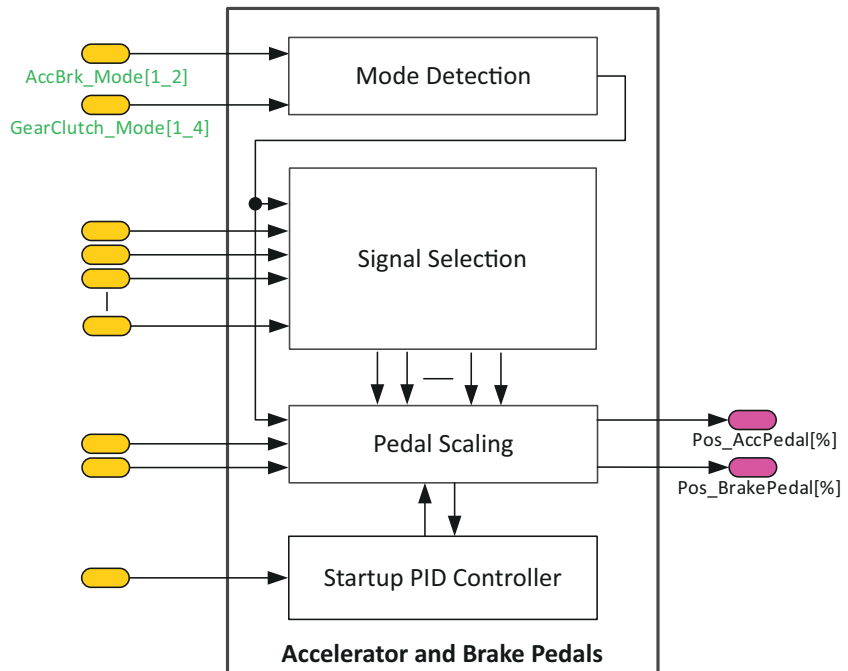 Mode Detection
AccBrk_Mode[1_2]
GearClutch_Mode[1_4]
Signal Selection
Pedal Scaling
Pos_AccPedal[%]
Pos_BrakePedal[%]
Startup PID Controller
Accelerator and Brake Pedals